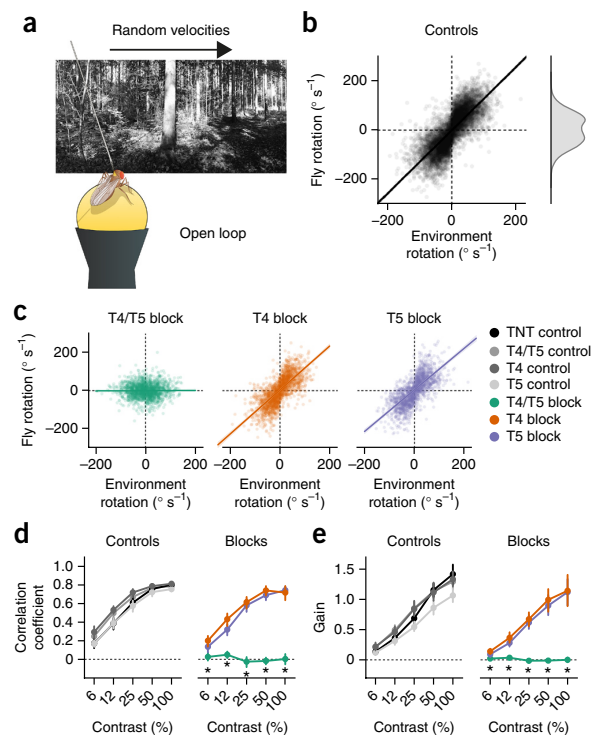 a
Random velocities
Open loop
b
Controls
Fly rotation (° s⁻¹)
200
0
−200
−200 0 200
Environment
rotation (° s⁻¹)
c
T4/T5 block T4 block T5 block
Fly rotation (° s⁻¹)
200
0
−200
−200 0 200 −200 0 200 −200 0 200
Environment Environment Environment
rotation (° s⁻¹) rotation (° s⁻¹) rotation (° s⁻¹)
TNT control
T4/T5 control
T4 control
T5 control
T4/T5 block
T4 block
T5 block
d
Controls Blocks
Correlation
coefficient
1.0
0.8
0.6
0.4
0.2
0
* * * * *
6 12 25 50 100 6 12 25 50 100
Contrast (%) Contrast (%)
e
Controls Blocks
Gain
1.5
1.0
0.5
0
* * * * *
6 12 25 50 100 6 12 25 50 100
Contrast (%) Contrast (%)